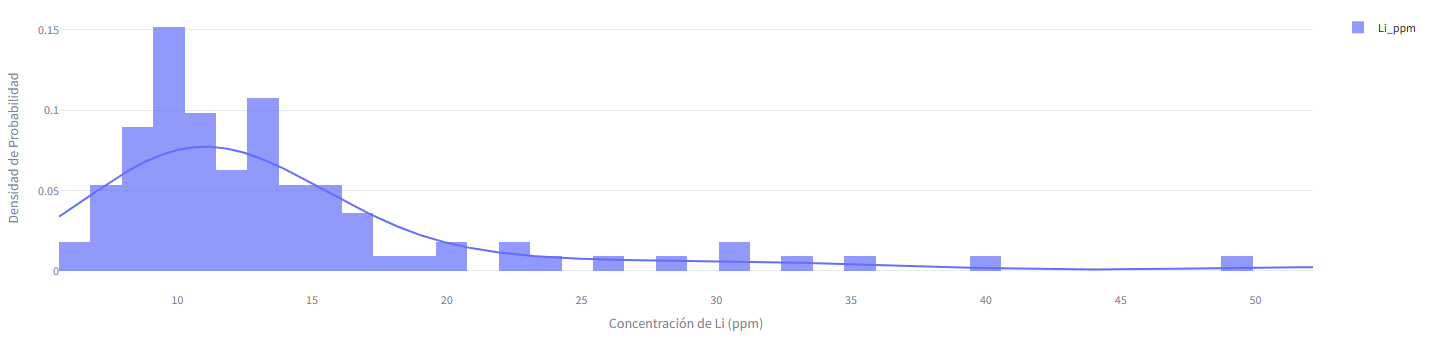 Densidad de Probabilidad
0.15
0.1
0.05
0
10 15 20 25 30 35 40 45 50
Concentración de Li (ppm)
Li_ppm